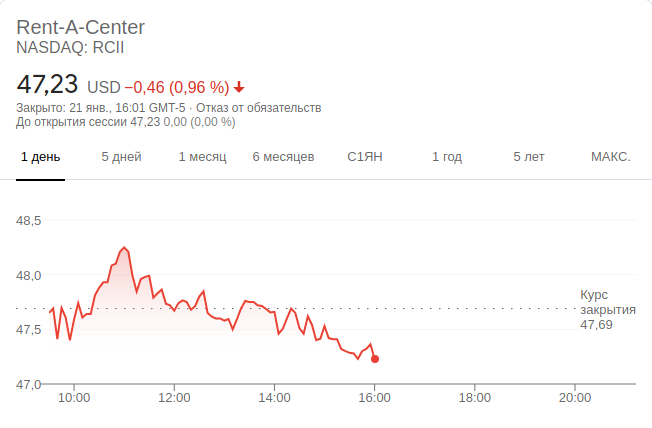 Rent-A-Center
NASDAQ: RCII
47,23 USD −0,46 (0,96 %)
Закрыто: 21 янв., 16:01 GMT-5 · Отказ от обязательств
До открытия сессии 47,23 0,00 (0,00 %)
1 день 5 дней 1 месяц 6 месяцев С1ЯН 1 год 5 лет МАКС.
48,5
48,0
Курс
закрытия
47,69
47,5
47,0
10:00 12:00 14:00 16:00 18:00 20:00